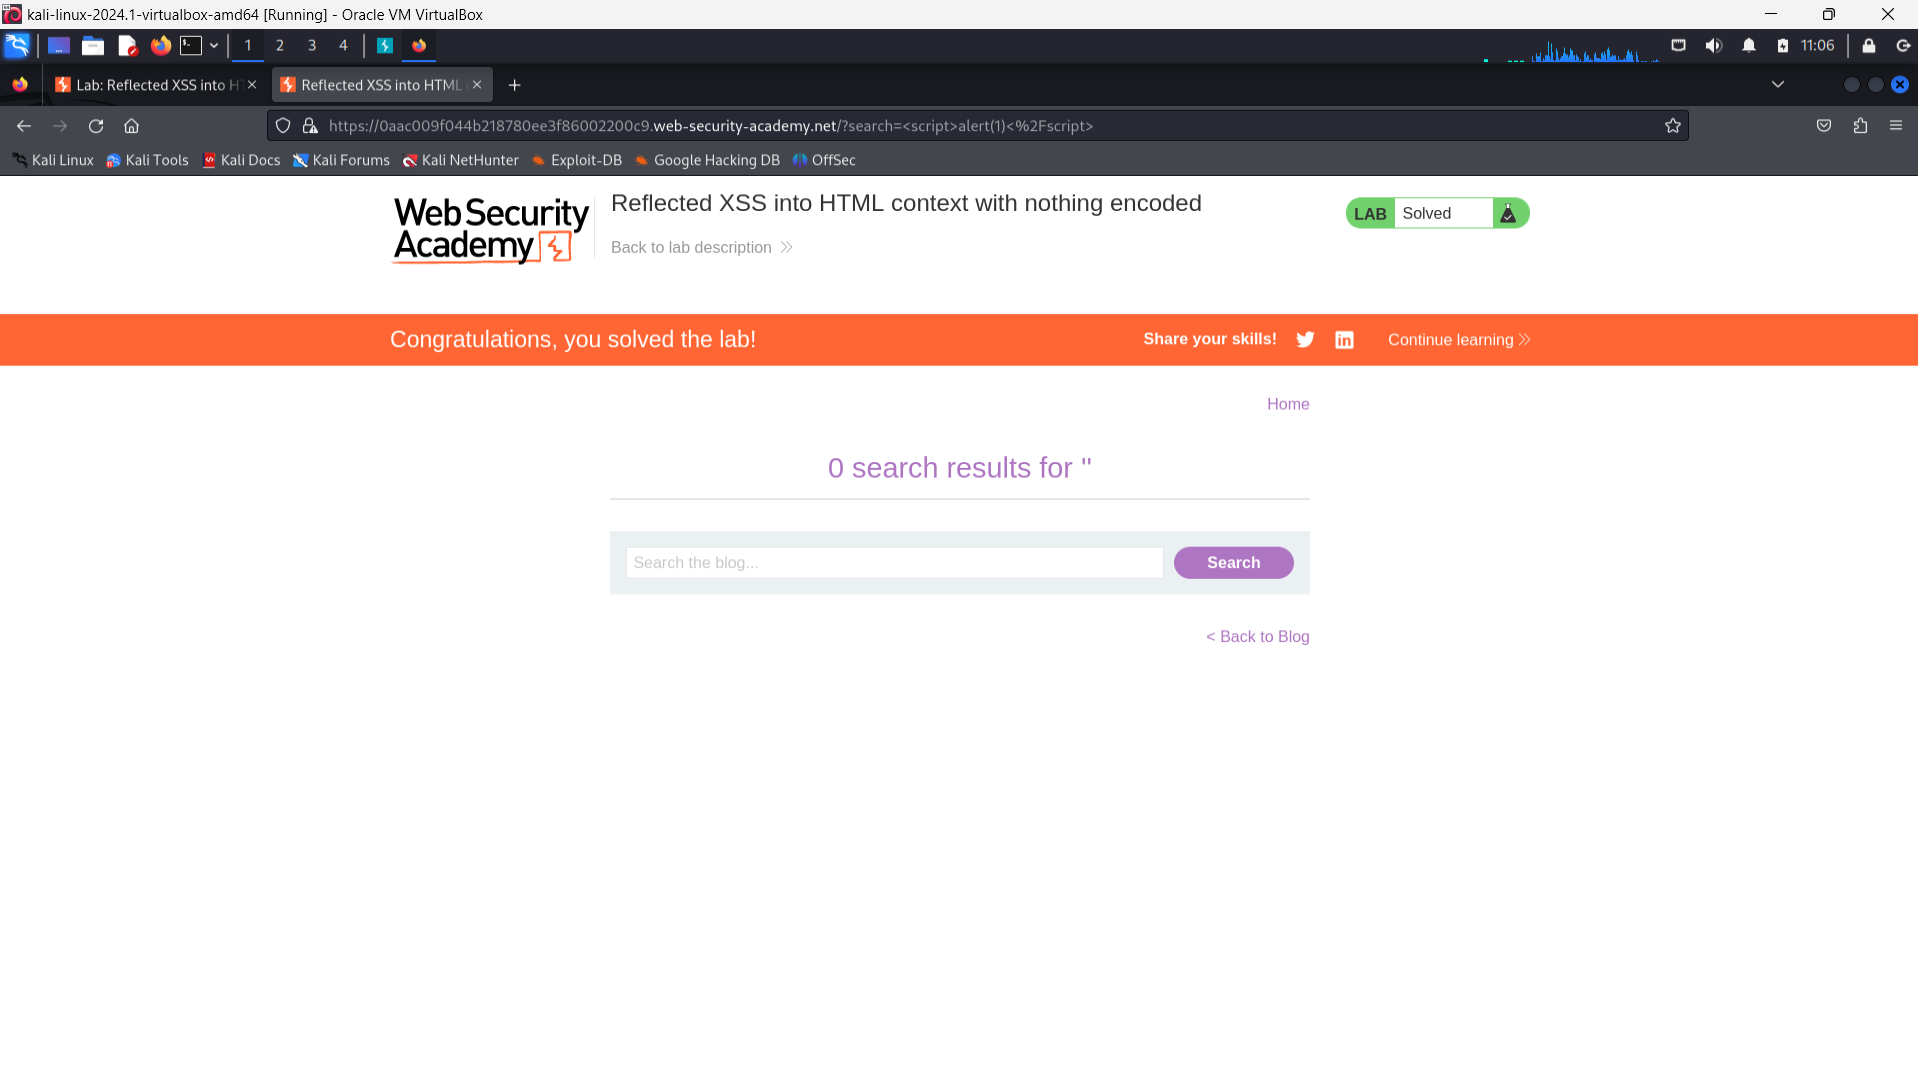 kali-linux-2024.1-virtualbox-amd64 [Running] - Oracle VM VirtualBox
1 2 3 4 11:06
Lab: Reflected XSS into HT Reflected XSS into HTML
https://0aac009f044b218780ee3f86002200c9.web-security-academy.net/?search=<script>alert(1)<%2Fscript>
Kali Linux Kali Tools Kali Docs Kali Forums Kali NetHunter Exploit-DB Google Hacking DB OffSec
Web Security
Academy
Reflected XSS into HTML context with nothing encoded
Back to lab description
LAB Solved
Congratulations, you solved the lab!
Share your skills!
Continue learning
Home
0 search results for ''
Search the blog...
Search
< Back to Blog